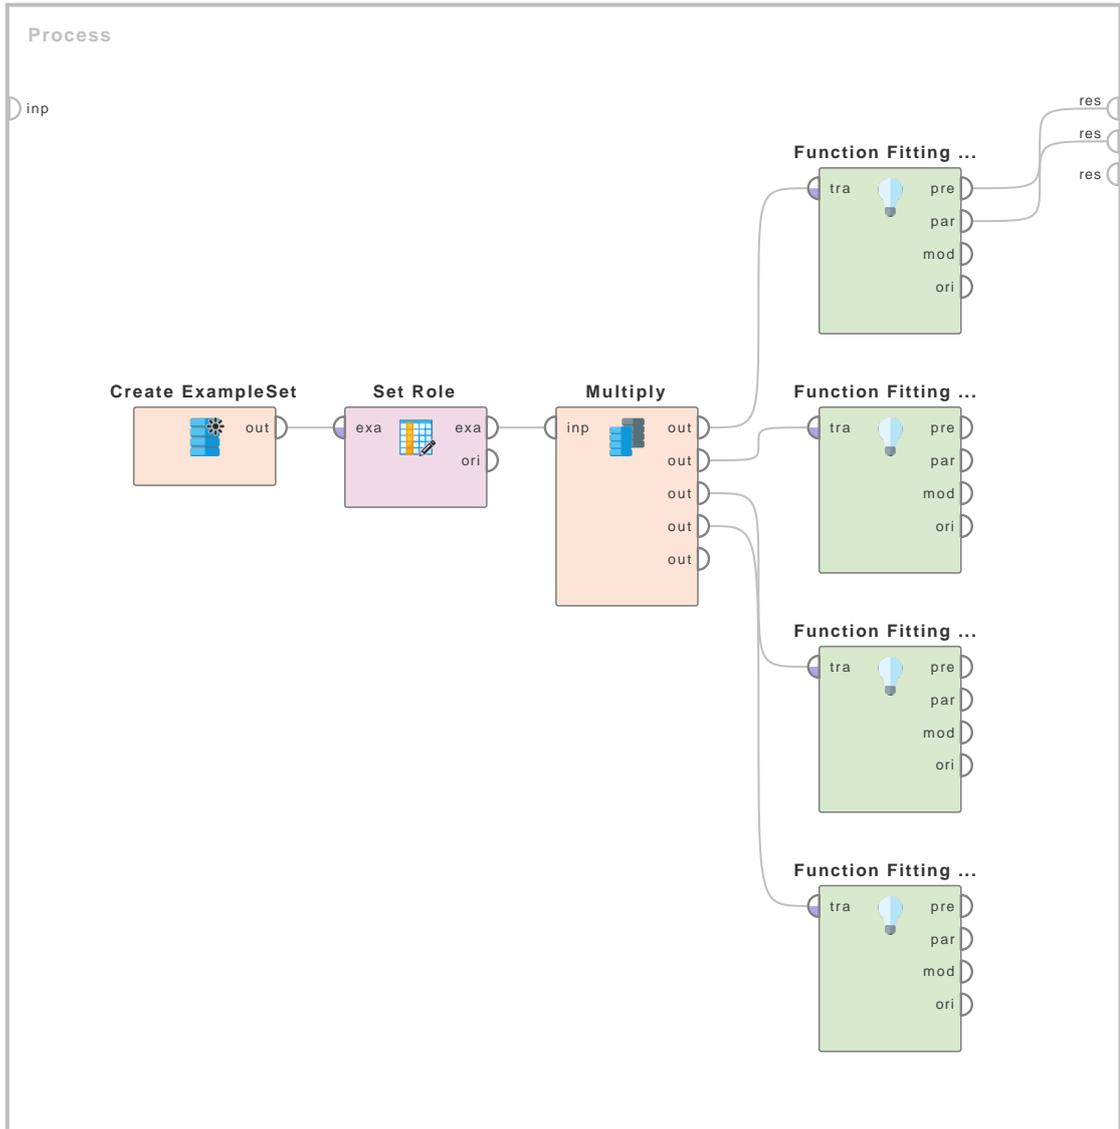 Process
inp
res
res
res
Function Fitting ...
tra pre
par
mod
ori
Create ExampleSet
out
Set Role
exa exa
ori
Multiply
inp out
out
out
out
out
Function Fitting ...
tra pre
par
mod
ori
Function Fitting ...
tra pre
par
mod
ori
Function Fitting ...
tra pre
par
mod
ori